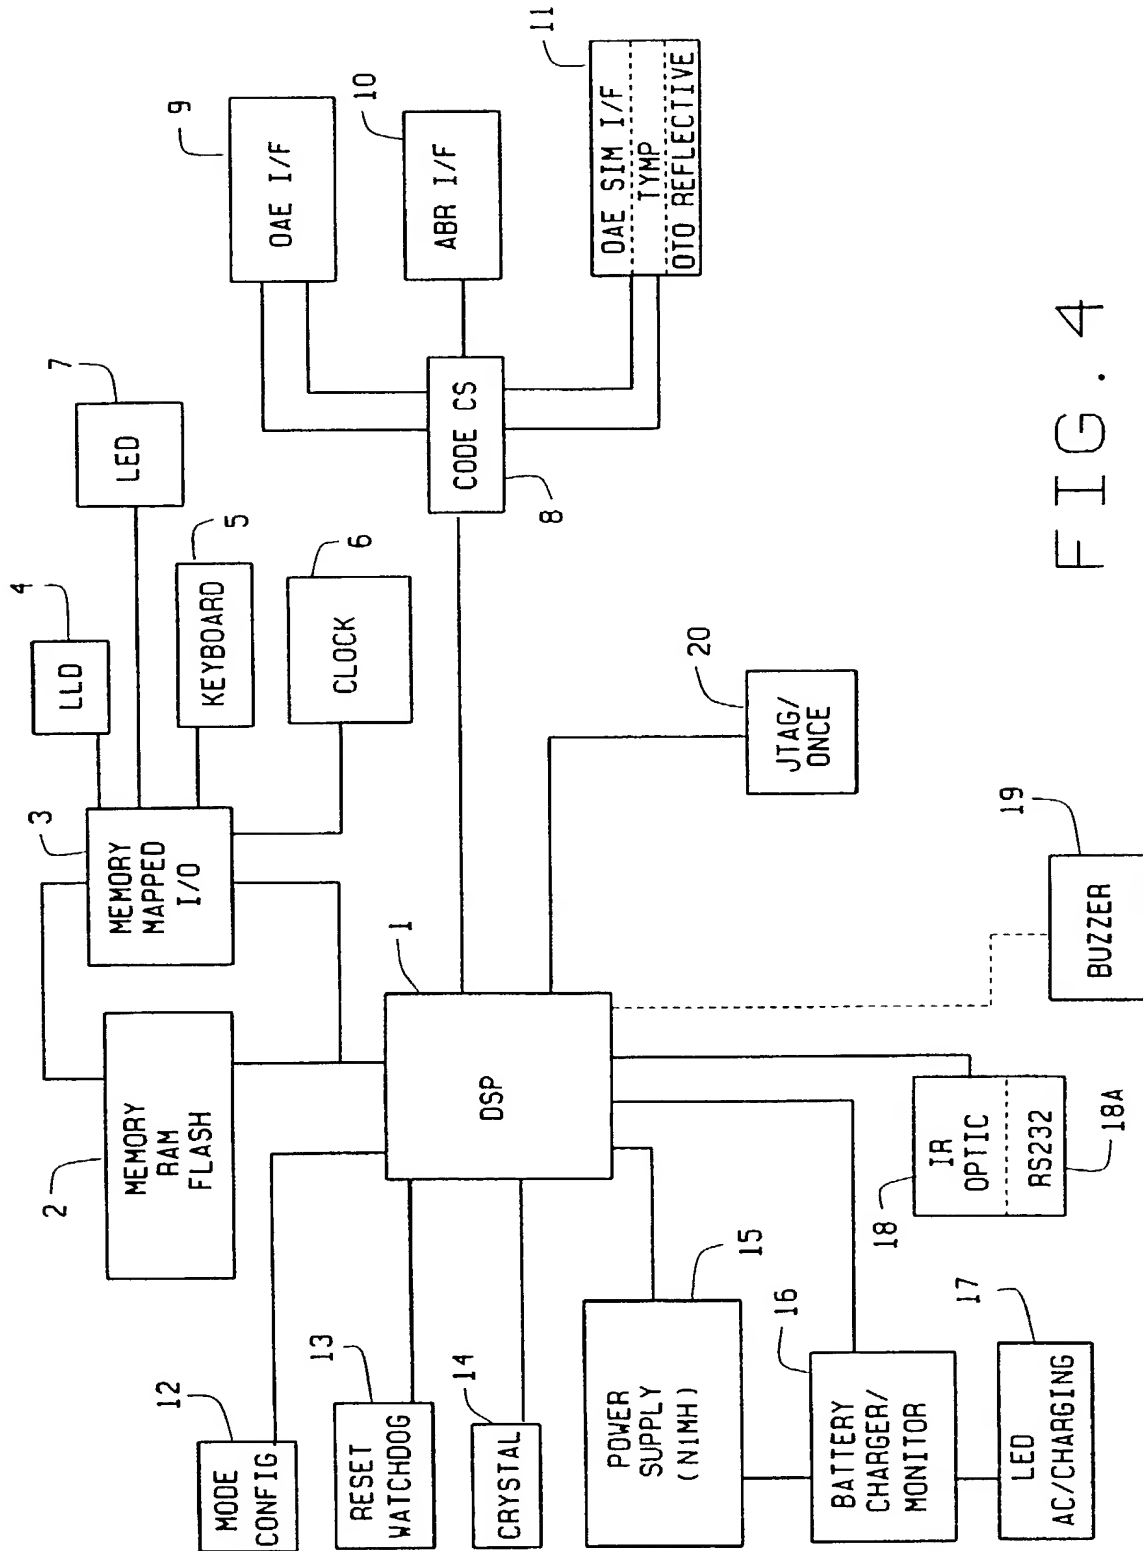 4
LLD
7
LED
3
MEMORY
MAPPED
I/O
5
KEYBOARD
6
CLOCK
9
OAE I/F
10
ABR I/F
11
OAE SIM I/F
TYMP
OTO REFLECTIVE
CODE CS
8
2
MEMORY
RAM
FLASH
1
DSP
12
MODE
CONFIG
13
RESET
WATCHDOG
14
CRYSTAL
15
POWER
SUPPLY
(NiMH)
16
BATTERY
CHARGER/
MONITOR
17
LED
AC/CHARGING
18
IR
OPTIC
RS232
18A
19
BUZZER
20
JTAG/
ONCE
FIG. 4